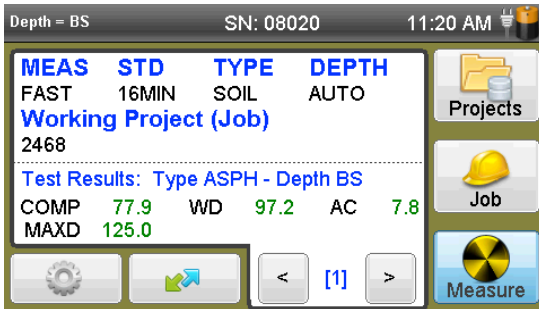 Depth = BS SN: 08020 11:20 AM
MEAS STD TYPE DEPTH
FAST 16MIN SOIL AUTO
Working Project (Job)
2468
Test Results: Type ASPH - Depth BS
COMP 77.9 WD 97.2 AC 7.8
MAXD 125.0
< [1] >
Projects
Job
Measure